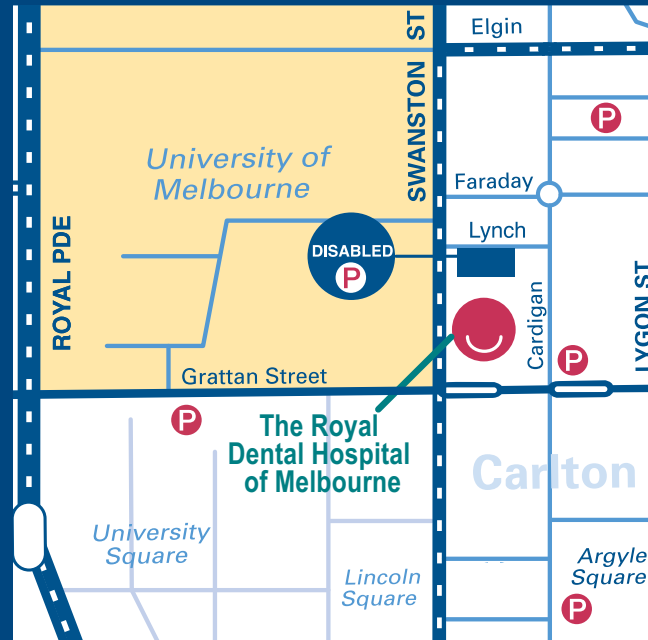 Elgin
SWANSTON ST
P
University of
Melbourne
Faraday
Lynch
DISABLED
P
ROYAL PDE
Cardigan
LYGON ST
P
Grattan Street
P
The Royal
Dental Hospital
of Melbourne
Carlton
University
Square
Lincoln
Square
Argyle
Square
P